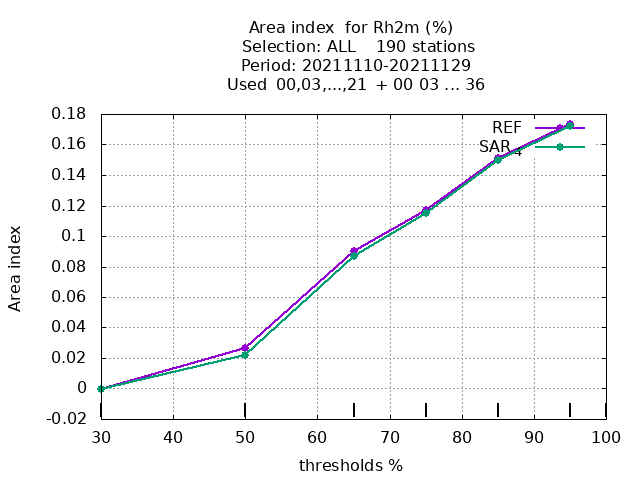 Area index for Rh2m (%)
Selection: ALL 190 stations
Period: 20211110-20211129
Used 00,03,...,21 + 00 03 ... 36
0.18
0.16
0.14
0.12
0.1
0.08
0.06
0.04
0.02
0
-0.02
Area index
REF
SAR4
30 40 50 60 70 80 90 100
thresholds %